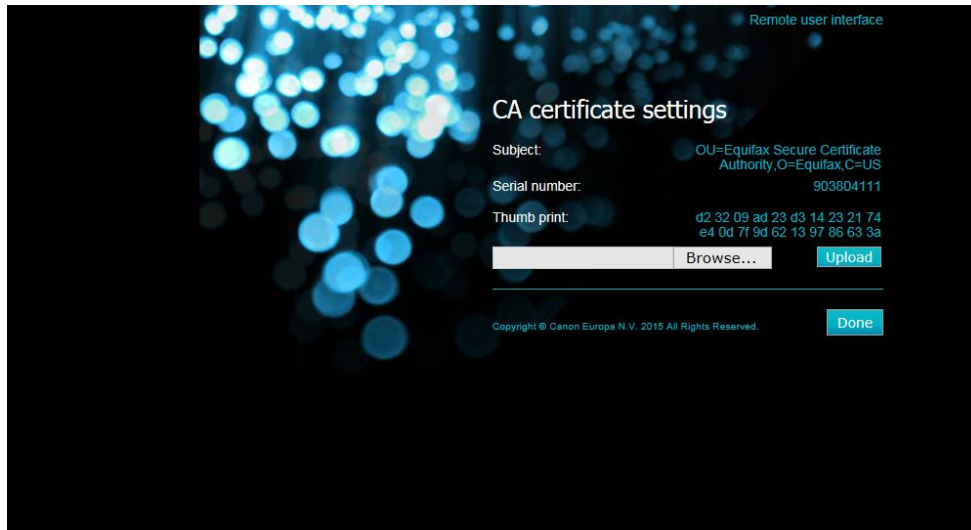 Remote user interface
CA certificate settings
Subject: OU=Equifax Secure Certificate
Authority,O=Equifax,C=US
Serial number: 903804111
Thumb print: d2 32 09 ad 23 d3 14 23 21 74
e4 0d 7f 9d 62 13 97 86 63 3a
Browse... Upload
Copyright © Canon Europa N.V. 2015 All Rights Reserved. Done